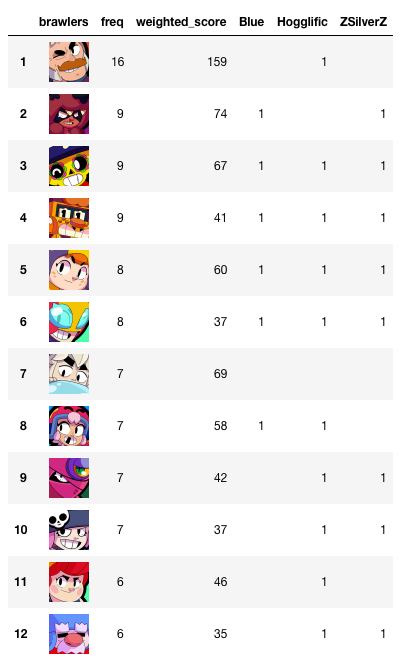 brawlers freq weighted_score Blue Hogglific ZSilverZ
1 16 159 1
2 9 74 1 1
3 9 67 1 1 1
4 9 41 1 1 1
5 8 60 1 1 1
6 8 37 1 1 1
7 7 69
8 7 58 1 1
9 7 42 1 1
10 7 37 1 1
11 6 46 1
12 6 35 1 1